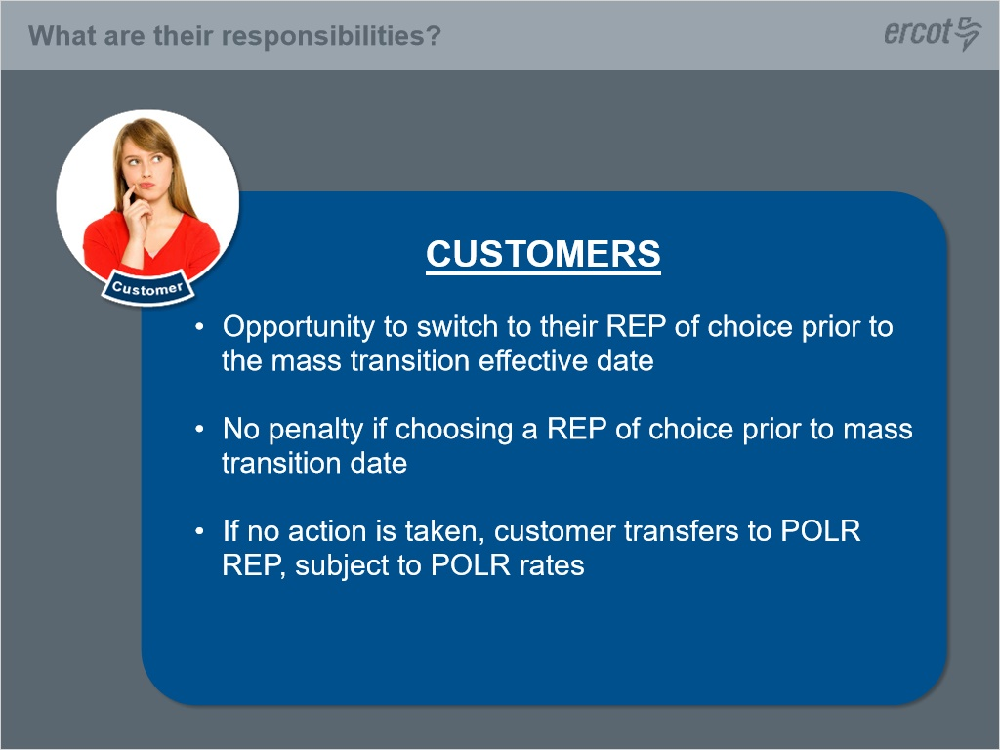 What are their responsibilities?
ercot
Customer
CUSTOMERS
• Opportunity to switch to their REP of choice prior to
the mass transition effective date
• No penalty if choosing a REP of choice prior to mass
transition date
• If no action is taken, customer transfers to POLR
REP, subject to POLR rates